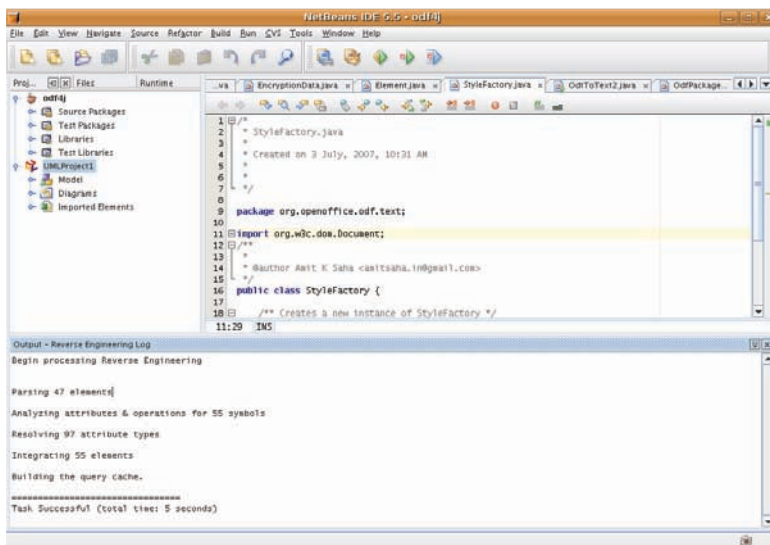 NetBeans IDE 5.5 - odf4j
File Edit View Navigate Source Refactor Build Run CVS Tools Window Help
Proj... Files Runtime
...va EncryptionData.java Element.java StyleFactory.java OdtToText2.java OdfPackage...
odf4j
Source Packages
Test Packages
Libraries
Test Libraries
UMLProject1
Model
Diagrams
Imported Elements
1 /*
2 * StyleFactory.java
3 *
4 * Created on 3 July, 2007, 10:31 AM
5 *
6 *
7 */
8
9 package org.openoffice.odf.text;
10
11 import org.w3c.dom.Document;
12 /**
13 *
14 * @author Amit K Saha <amitsaha.in@gmail.com>
15 */
16 public class StyleFactory {
17
18 /** Creates a new instance of StyleFactory */
11:29 INS
Output - Reverse Engineering Log
Begin processing Reverse Engineering
Parsing 47 elements
Analyzing attributes & operations for 55 symbols
Resolving 97 attribute types
Integrating 55 elements
Building the query cache.
================================
Task Successful (total time: 5 seconds)